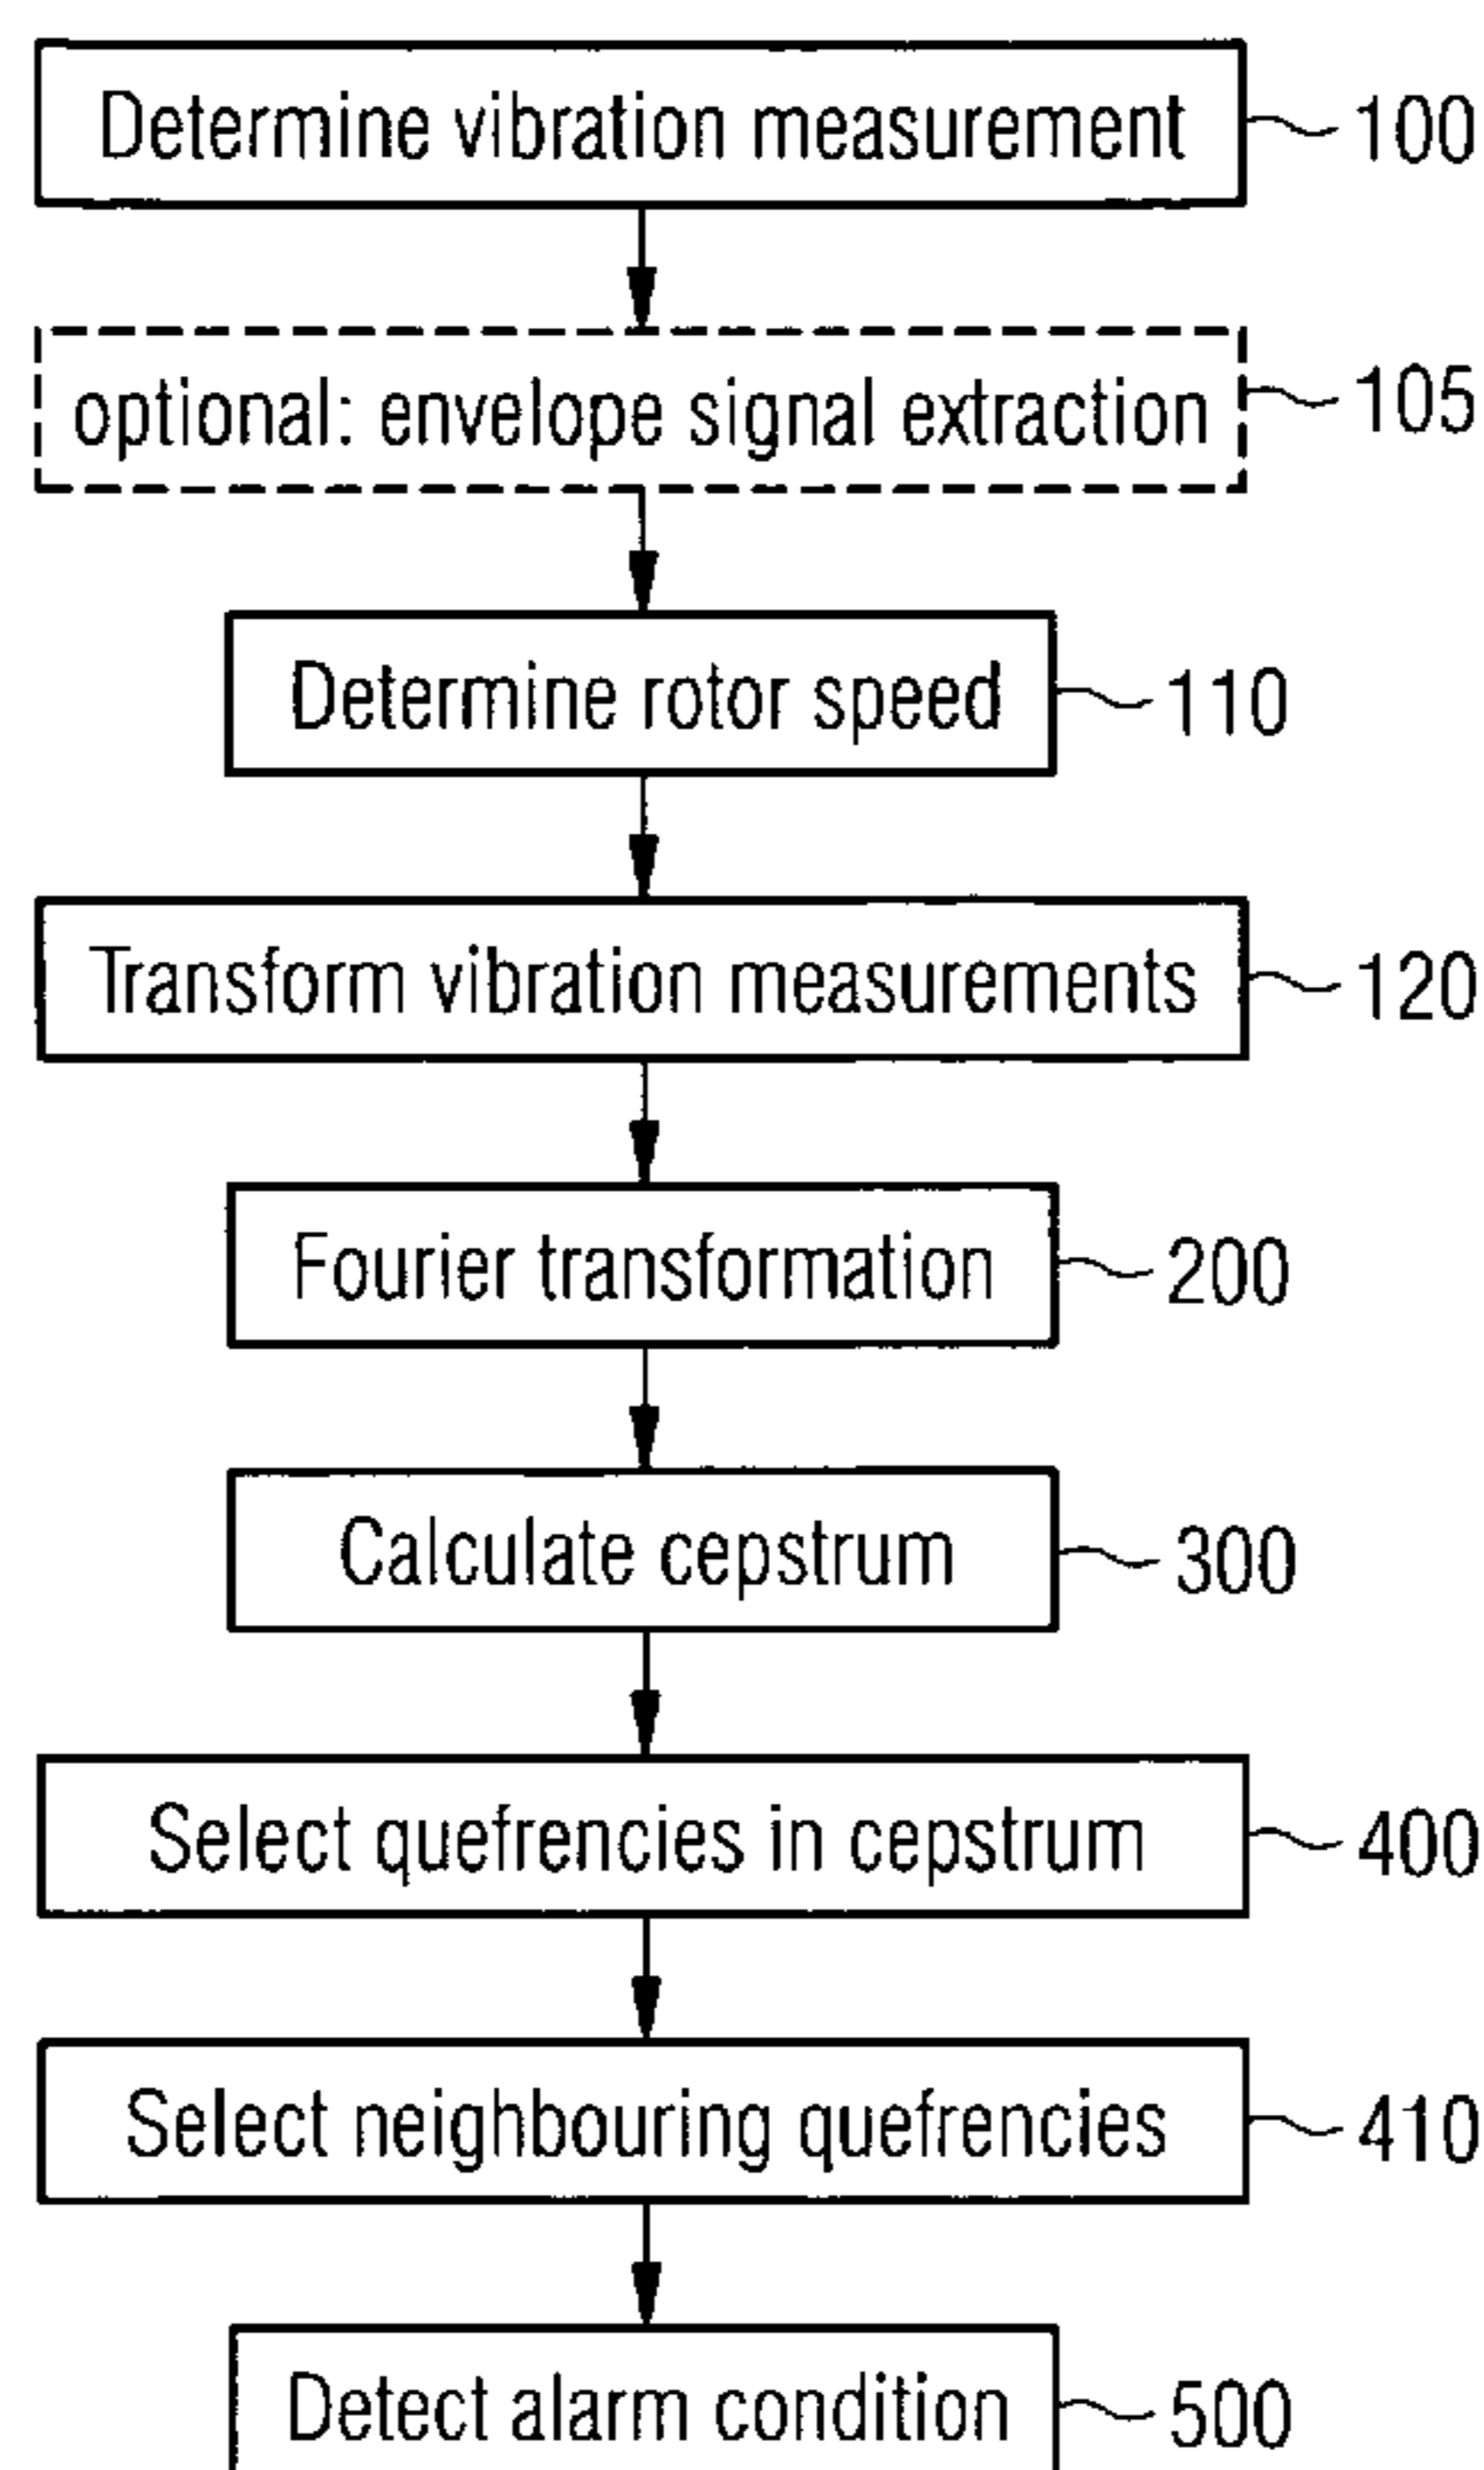 Determine vibration measurement 100
optional: envelope signal extraction 105
Determine rotor speed 110
Transform vibration measurements 120
Fourier transformation 200
Calculate cepstrum 300
Select quefrencies in cepstrum 400
Select neighbouring quefrencies 410
Detect alarm condition 500